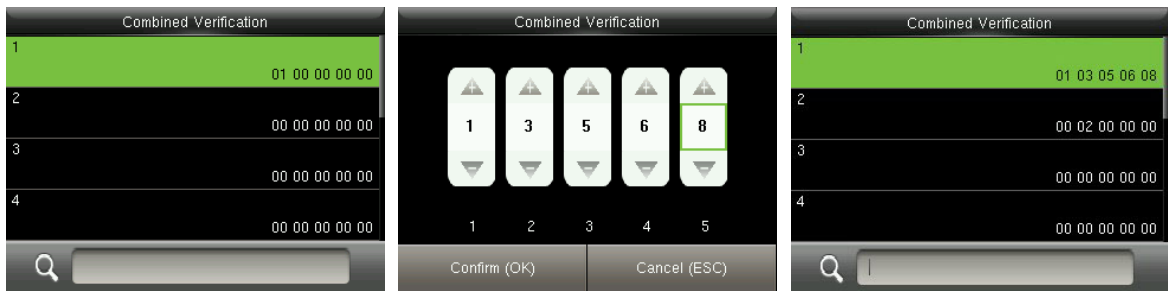 Combined Verification
1
01 00 00 00 00
2
00 00 00 00 00
3
00 00 00 00 00
4
00 00 00 00 00
Combined Verification
1 3 5 6 8
1 2 3 4 5
Confirm (OK) Cancel (ESC)
Combined Verification
1
01 03 05 06 08
2
00 02 00 00 00
3
00 00 00 00 00
4
00 00 00 00 00